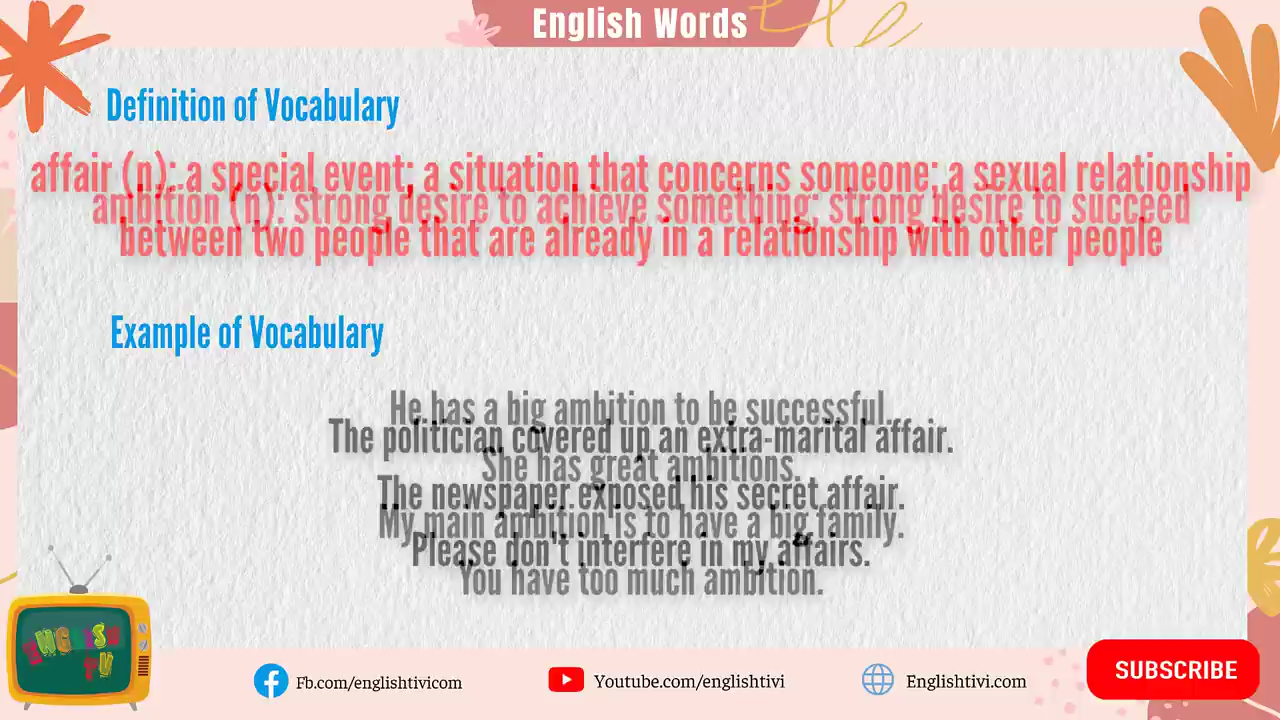 English Words
Definition of Vocabulary
affair (n): a special event; a situation that concerns someone; a sexual relationship
ambition (n): strong desire to achieve something; strong desire to succeed
between two people that are already in a relationship with other people
Example of Vocabulary
He has a big ambition to be successful.
The politician covered up an extra-marital affair.
She has great ambitions.
The newspaper exposed his secret affair.
My main ambition is to have a big family.
Please don't interfere in my affairs.
You have too much ambition.
ENGLISH
TV
Fb.com/englishtivicom
Youtube.com/englishtivi
Englishtivi.com
SUBSCRIBE